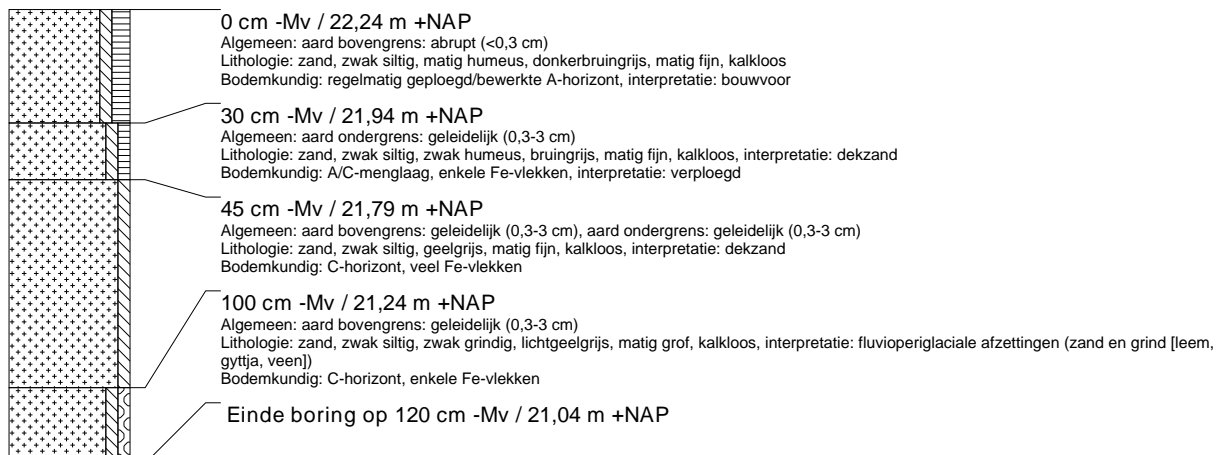 0 cm -Mv / 22,24 m +NAP
Algemeen: aard bovengrens: abrupt (<0,3 cm)
Lithologie: zand, zwak siltig, matig humeus, donkerbruingrijs, matig fijn, kalkloos
Bodemkundig: regelmatig geploegd/bewerkte A-horizont, interpretatie: bouwvoor
30 cm -Mv / 21,94 m +NAP
Algemeen: aard ondergrens: geleidelijk (0,3-3 cm)
Lithologie: zand, zwak siltig, zwak humeus, bruingrijs, matig fijn, kalkloos, interpretatie: dekzand
Bodemkundig: A/C-menglaag, enkele Fe-vlekken, interpretatie: verploegd
45 cm -Mv / 21,79 m +NAP
Algemeen: aard bovengrens: geleidelijk (0,3-3 cm), aard ondergrens: geleidelijk (0,3-3 cm)
Lithologie: zand, zwak siltig, geelgrijs, matig fijn, kalkloos, interpretatie: dekzand
Bodemkundig: C-horizont, veel Fe-vlekken
100 cm -Mv / 21,24 m +NAP
Algemeen: aard bovengrens: geleidelijk (0,3-3 cm)
Lithologie: zand, zwak siltig, zwak grindig, lichtgeelgrijs, matig grof, kalkloos, interpretatie: fluvioperiglaciale afzettingen (zand en grind [leem,
gyttja, veen])
Bodemkundig: C-horizont, enkele Fe-vlekken
Einde boring op 120 cm -Mv / 21,04 m +NAP